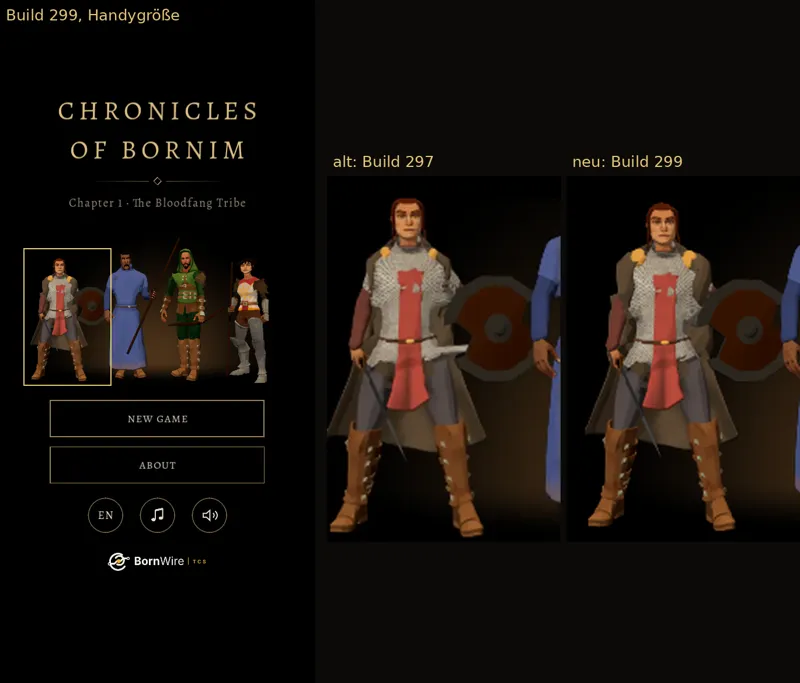 Build 299, Handygröße
CHRONICLES
OF BORNIM
Chapter 1 · The Bloodfang Tribe
NEW GAME
ABOUT
EN
BornWire | TCS
alt: Build 297
neu: Build 299